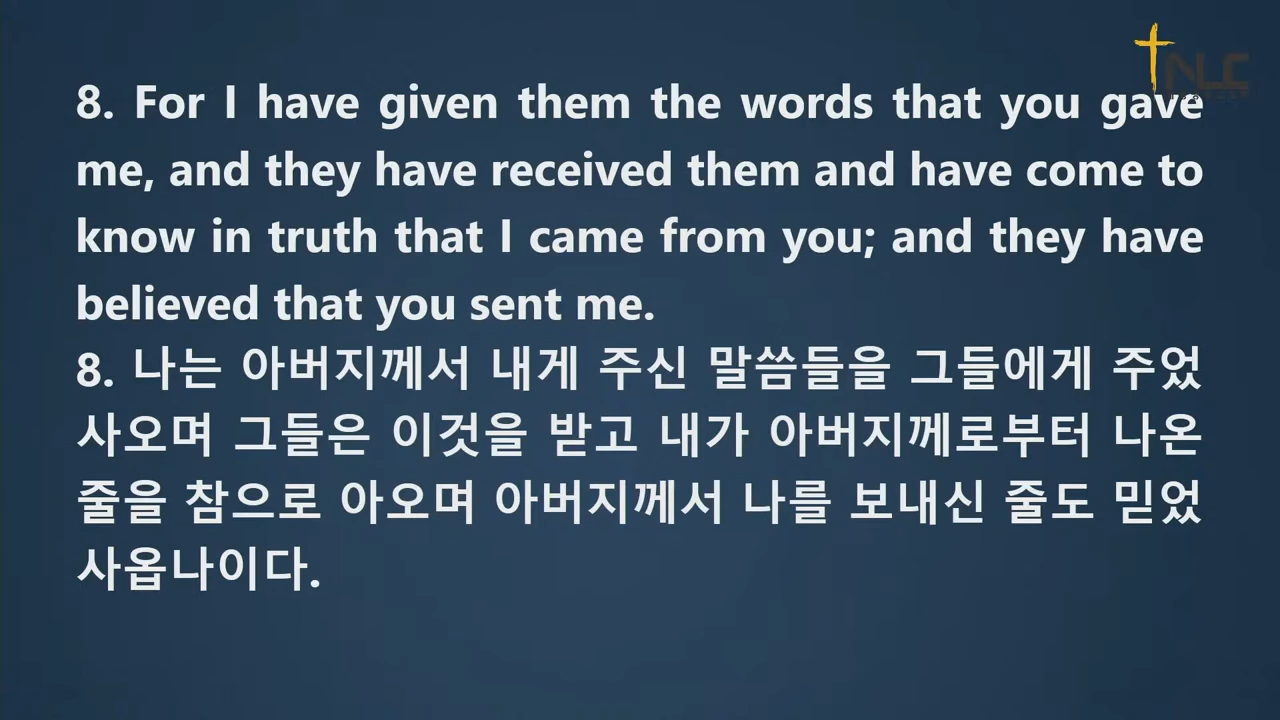 NLC
8. For I have given them the words that you gave
me, and they have received them and have come to
know in truth that I came from you; and they have
believed that you sent me.
8. 나는 아버지께서 내게 주신 말씀들을 그들에게 주었
사오며 그들은 이것을 받고 내가 아버지께로부터 나온
줄을 참으로 아오며 아버지께서 나를 보내신 줄도 믿었
사옵나이다.